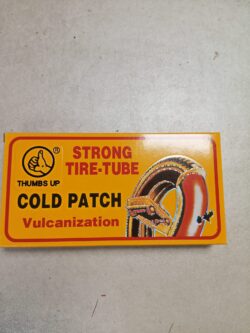 ®
THUMBS UP
STRONG
TIRE-TUBE
COLD PATCH
Vulcanization